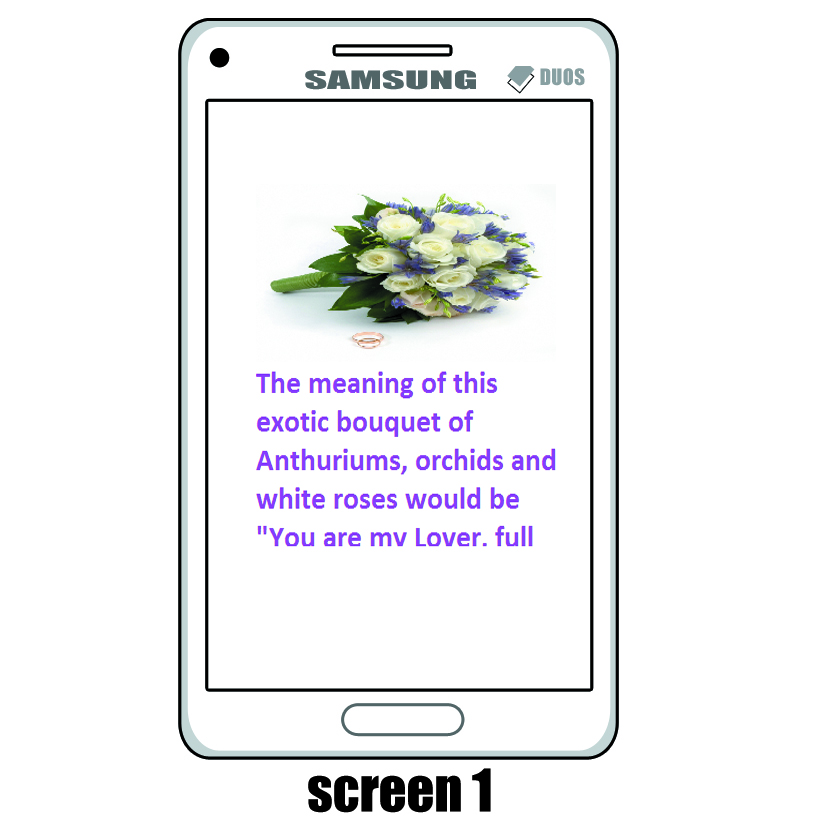 SAMSUNG DUOS
The meaning of this
exotic bouquet of
Anthuriums, orchids and
white roses would be
"You are my Lover, full
screen 1